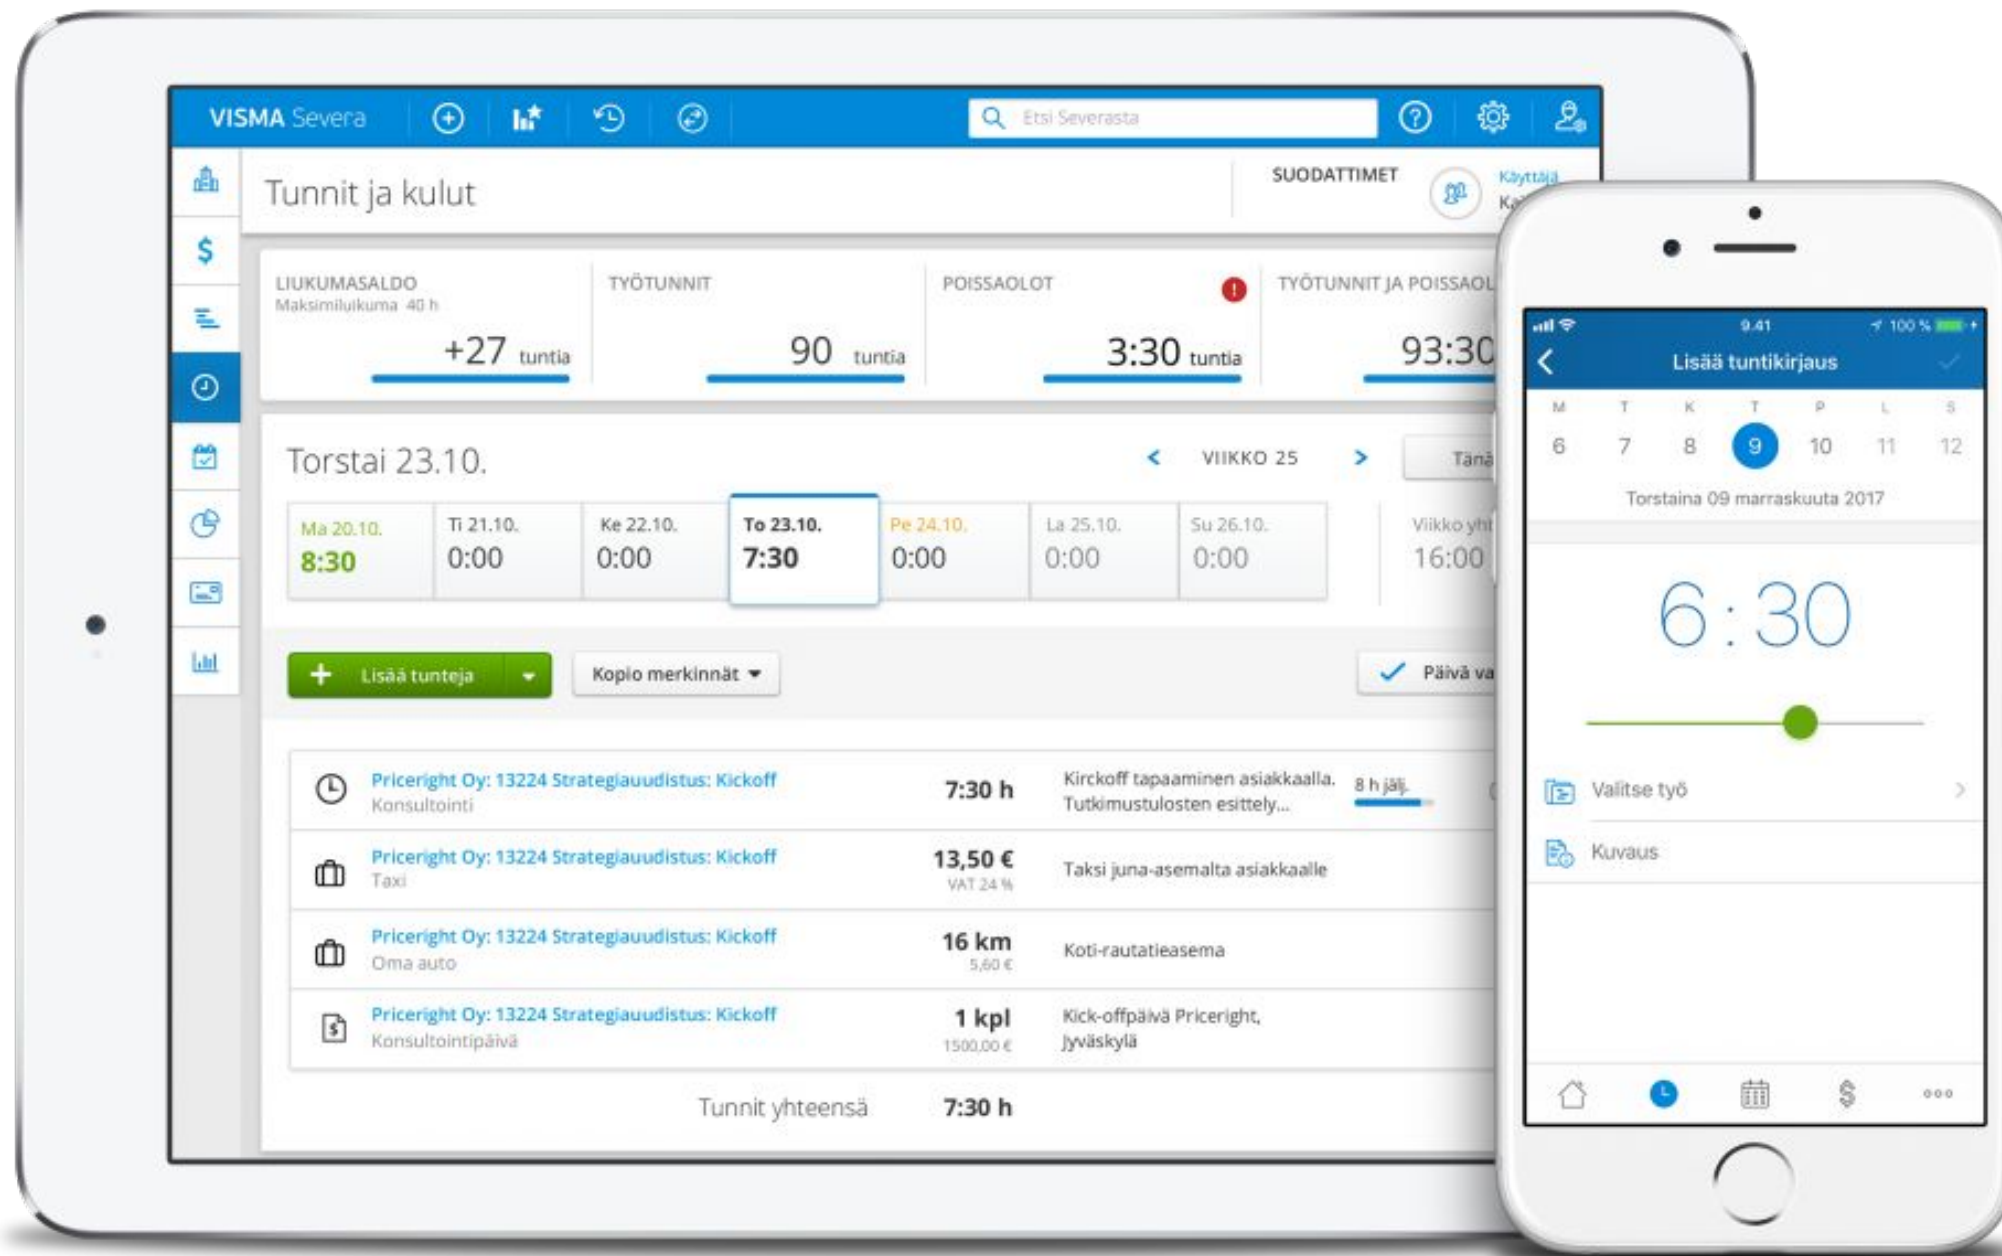 VISMA Severa
Etsi Severasta
Tunnit ja kulut
SUODATTIMET
Käyttäjä
LIUKUMASALDO
Maksimiluikuma 40 h
+27 tuntia
TYÖTUNNIT
90 tuntia
POISSAOLOT
3:30 tuntia
TYÖTUNNIT JA
93:30
Torstai 23.10.
VIIKKO 25
Ma 20.10.
8:30
Ti 21.10.
0:00
Ke 22.10.
0:00
To 23.10.
7:30
Pe 24.10.
0:00
La 25.10.
0:00
Su 26.10.
0:00
Viikko
16:00
Lisää tunteja
Kopio merkinnät
Päivä
Priceright Oy: 13224 Strategiauudistus: Kickoff
Konsultointi
7:30 h
Kirckoff tapaaminen asiakkaalla.
Tutkimustulosten esittely...
8 h jälj.
Priceright Oy: 13224 Strategiauudistus: Kickoff
Taxi
13,50 €
VAT 24 %
Taksi juna-asemalta asiakkaalle
Priceright Oy: 13224 Strategiauudistus: Kickoff
Oma auto
16 km
5,60 €
Koti-rautatieasema
Priceright Oy: 13224 Strategiauudistus: Kickoff
Konsultointipäivä
1 kpl
1500,00 €
Kick-offpäivä Priceright,
Jyväskylä
Tunnit yhteensä 7:30 h
9.41
100 %
Lisää tuntikirjaus
M T K T P L S
6 7 8 9 10 11 12
Torstaina 09 marraskuuta 2017
6:30
Valitse työ
Kuvaus